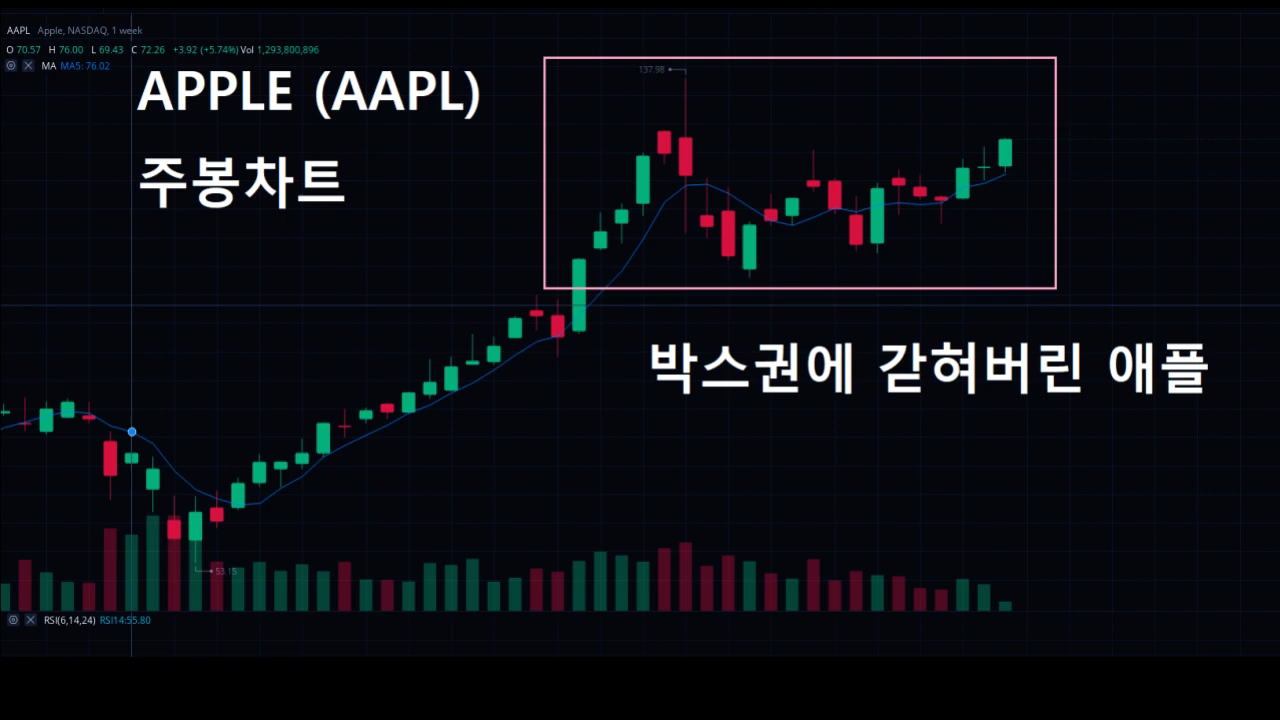 AAPL Apple, NASDAQ, 1 week
O 70.57 H 76.00 L 69.43 C 72.26 +3.92 (+5.74%) Vol 1,293,800,896
MA MA5: 76.02
137.98
APPLE (AAPL)
주봉차트
박스권에 갇혀버린 애플
53.15
RSI(6,14,24) RSI14:55.80